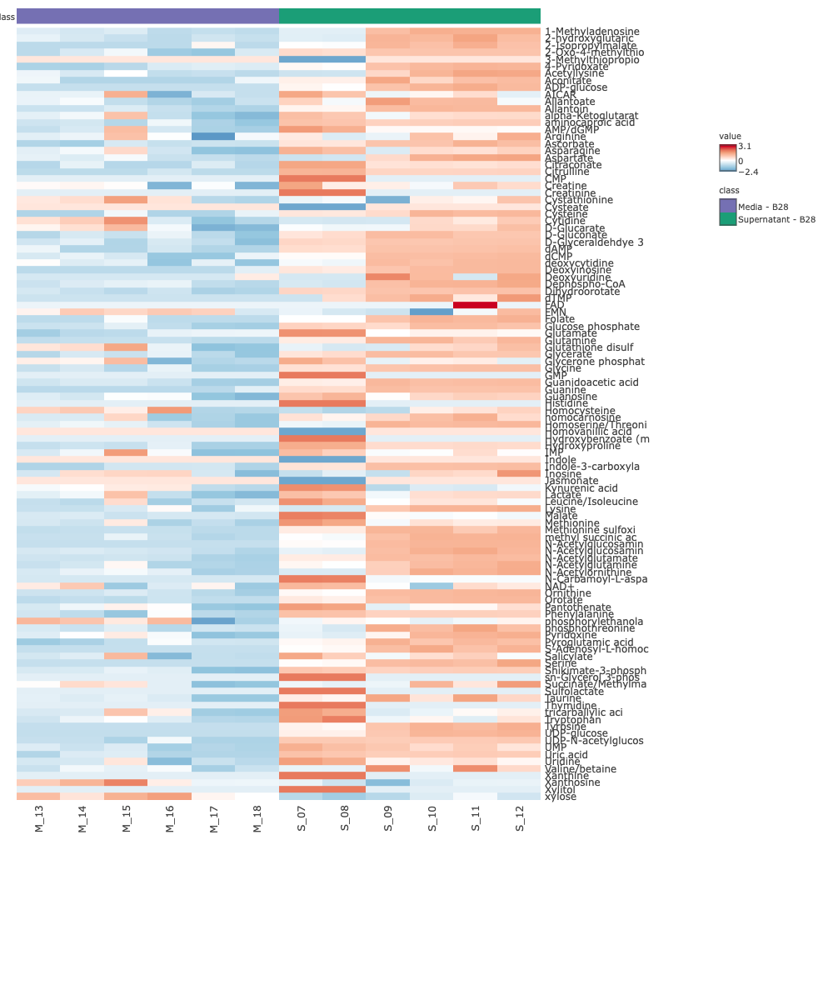 lass
1-Methyladenosine
2-hydroxyglutaric
2-Isopropylmalate
2-Oxo-4-methylthio
3-Methylthiopropio
4-Pyridoxate
Acetyllysine
Aconitate
ADP-glucose
AICAR
Allantoate
Allantoin
alpha-Ketoglutarat
aminocaproic acid
AMP/dGMP
Arginine
Ascorbate
Asparagine
Aspartate
Citraconate
Citrulline
CMP
Creatine
Creatinine
Cystathionine
Cysteate
Cysteine
Cytidine
D-Glucarate
D-Gluconate
D-Glyceraldehdye 3
dAMP
dCMP
deoxycytidine
Deoxyinosine
Deoxyuridine
Dephospho-CoA
Dihydroorotate
dTMP
FAD
FMN
Folate
Glucose phosphate
Glutamate
Glutamine
Glutathione disulf
Glycerate
Glycerone phosphat
Glycine
GMP
Guanidoacetic acid
Guanine
Guanosine
Histidine
Homocysteine
homocarnosine
Homoserine/Threoni
Homovanillic acid
Hydroxybenzoate (m
Hydroxyproline
IMP
Indole
Indole-3-carboxyla
Inosine
Jasmonate
Kynurenic acid
Lactate
Leucine/Isoleucine
Lysine
Malate
Methionine
Methionine sulfoxi
methyl succinic ac
N-Acetylglucosamin
N-Acetylglucosamin
N-Acetylglutamate
N-Acetylglutamine
N-Acetylornithine
N-Carbamoyl-L-aspa
NAD+
Ornithine
Orotate
Pantothenate
Phenylalanine
phosphorylethanola
phosphothreonine
Pyridoxine
Pyroglutamic acid
S-Adenosyl-L-homoc
Salicylate
Serine
Shikimate-3-phosph
sn-Glycerol 3-phos
Succinate/Methylma
Sulfolactate
Taurine
Thymidine
tricarballylic aci
Tryptophan
Tyrosine
UDP-glucose
UDP-N-acetylglucos
UMP
Uric acid
Uridine
Valine/betaine
Xanthine
Xanthosine
Xylitol
xylose
M_13
M_14
M_15
M_16
M_17
M_18
S_07
S_08
S_09
S_10
S_11
S_12
value
3.1
0
−2.4
class
Media - B28
Supernatant - B28